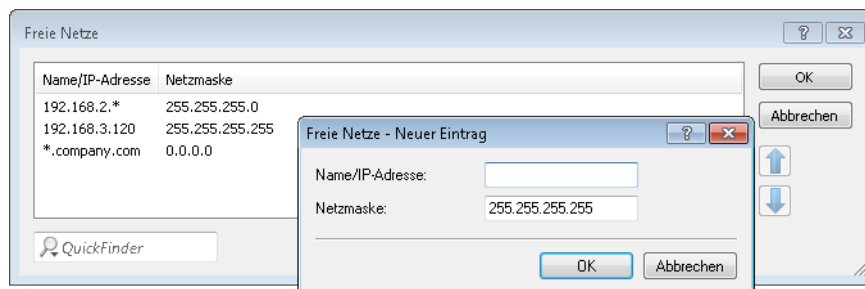 Freie Netze
Name/IP-Adresse Netzmaske
192.168.2.* 255.255.255.0
192.168.3.120 255.255.255.255
*.company.com 0.0.0.0
QuickFinder
OK
Abbrechen
Freie Netze - Neuer Eintrag
Name/IP-Adresse:
Netzmaske: 255.255.255.255
OK Abbrechen